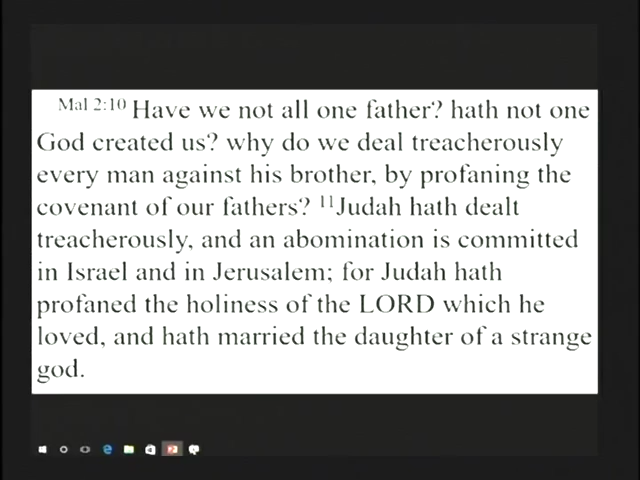 Mal 2:10 Have we not all one father? hath not one
God created us? why do we deal treacherously
every man against his brother, by profaning the
covenant of our fathers? 11Judah hath dealt
treacherously, and an abomination is committed
in Israel and in Jerusalem; for Judah hath
profaned the holiness of the LORD which he
loved, and hath married the daughter of a strange
god.